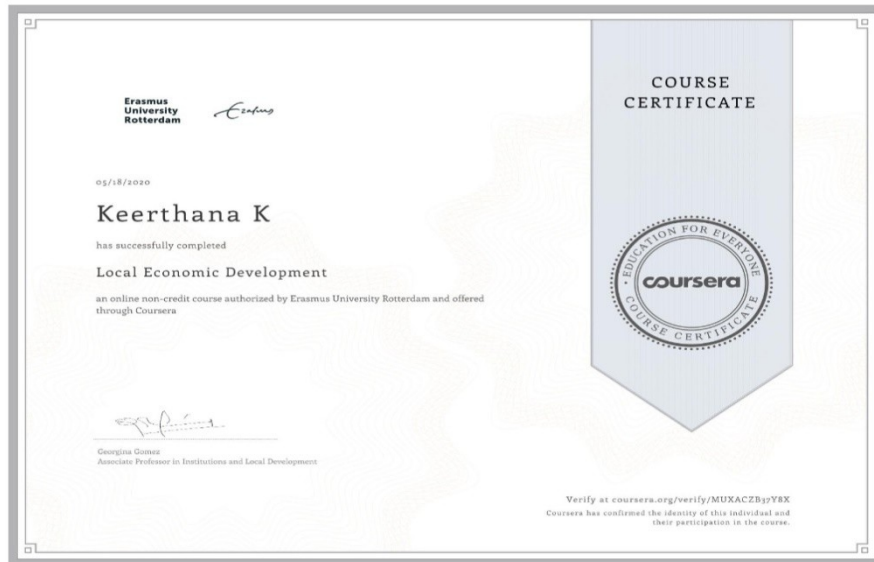 Erasmus
University
Rotterdam
Erasmus
COURSE
CERTIFICATE
05/18/2020
Keerthana K
has successfully completed
Local Economic Development
an online non-credit course authorized by Erasmus University Rotterdam and offered
through Coursera
EDUCATION FOR EVERYONE
coursera
COURSE CERTIFICATE
Georgina Gomez
Associate Professor in Institutions and Local Development
Verify at coursera.org/verify/MUXACZB37Y8X
Coursera has confirmed the identity of this individual and
their participation in the course.